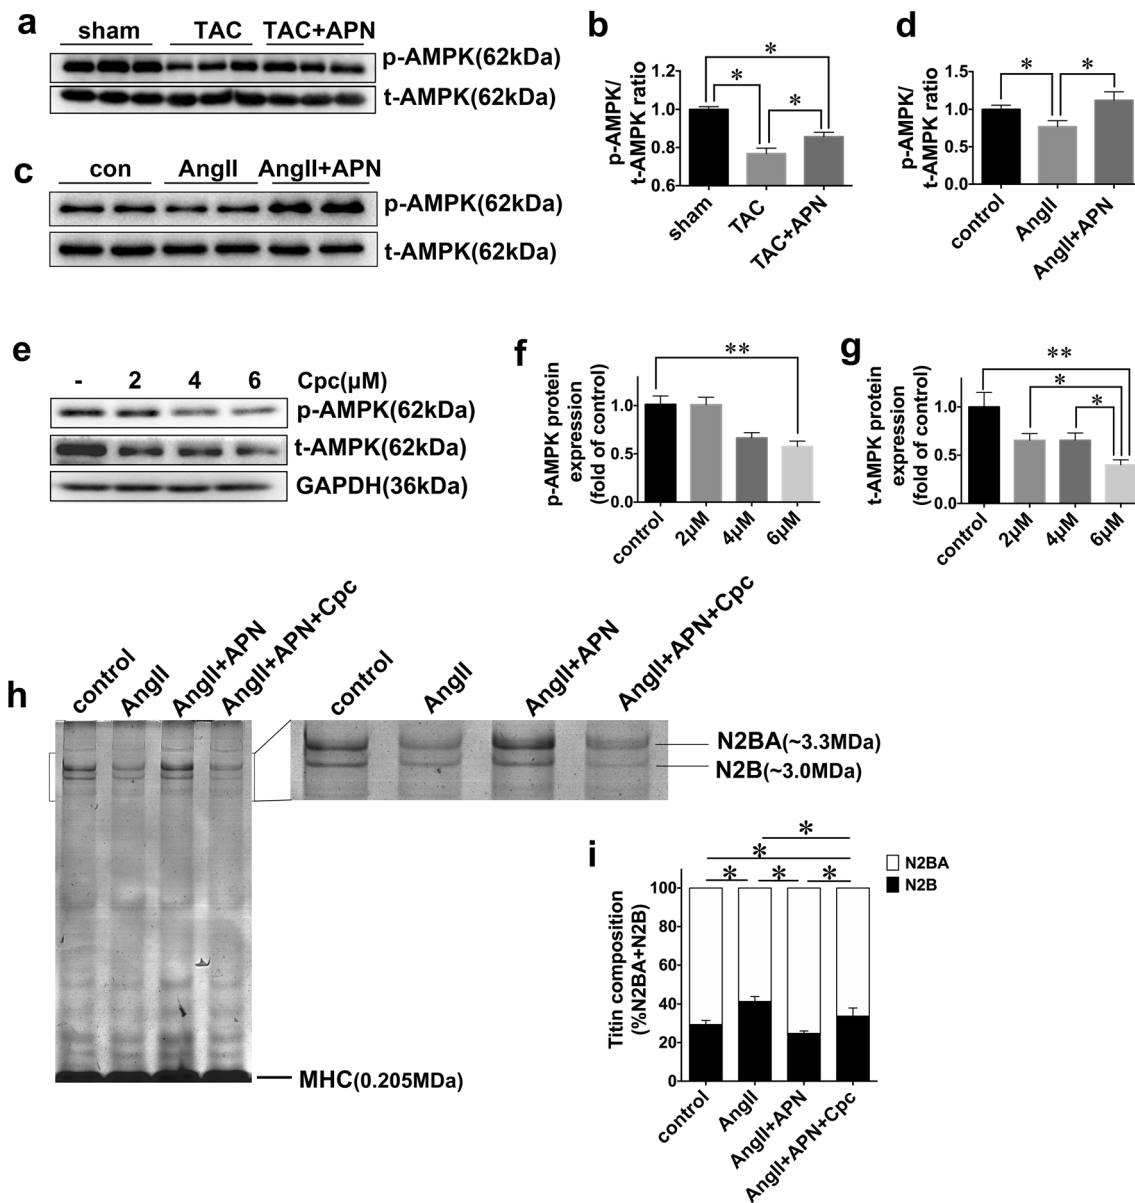 a
sham TAC TAC+APN
p-AMPK(62kDa)
t-AMPK(62kDa)
b
p-AMPK/
t-AMPK ratio
1.2
1.0
0.8
0.6
*
*
*
sham
TAC
TAC+APN
d
p-AMPK/
t-AMPK ratio
1.5
1.0
0.5
0.0
* *
control
AngII
AngII+APN
c
con AngII AngII+APN
p-AMPK(62kDa)
t-AMPK(62kDa)
e
- 2 4 6 Cpc(μM)
p-AMPK(62kDa)
t-AMPK(62kDa)
GAPDH(36kDa)
f
p-AMPK protein
expression
(fold of control)
1.0
0.5
0.0
**
control
2μM
4μM
6μM
g
t-AMPK protein
expression
(fold of control)
1.0
0.5
0.0
**
*
*
control
2μM
4μM
6μM
h
control
AngII
AngII+APN
AngII+APN+Cpc
control
AngII
AngII+APN
AngII+APN+Cpc
N2BA(~3.3MDa)
N2B(~3.0MDa)
MHC(0.205MDa)
i
Titin composition
(%N2BA+N2B)
100
80
60
40
20
0
*
*
* * *
N2BA
N2B
control
AngII
AngII+APN
AngII+APN+Cpc